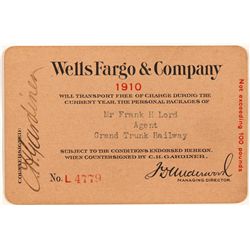 Wells Fargo & Company
1910
WILL TRANSPORT FREE OF CHARGE DURING THE
CURRENT YEAR, THE PERSONAL PACKAGES OF
Mr Frank H Lord
Agent
Grand Trunk Railway
SUBJECT TO THE CONDITIONS ENDORSED HEREON.
WHEN COUNTERSIGNED BY C. H. GARDINER.
No. L 4779
MANAGING DIRECTOR.
COUNTERSIGNED:
C H Gardiner
Not exceeding 100 pounds